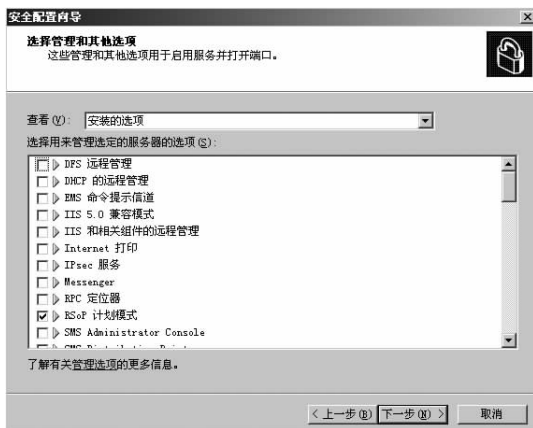 安全配置向导
选择管理和其他选项
这些管理和其他选项用于启用服务并打开端口。
查看(V): 安装的选项
选择用来管理选定的服务器的选项(S):
DFS 远程管理
DHCP 的远程管理
EMS 命令提示信道
IIS 5.0 兼容模式
IIS 和相关组件的远程管理
Internet 打印
IPsec 服务
Messenger
RPC 定位器
RSoP 计划模式
SMS Administrator Console
了解有关管理选项的更多信息。
< 上一步(B) 下一步(N) > 取消